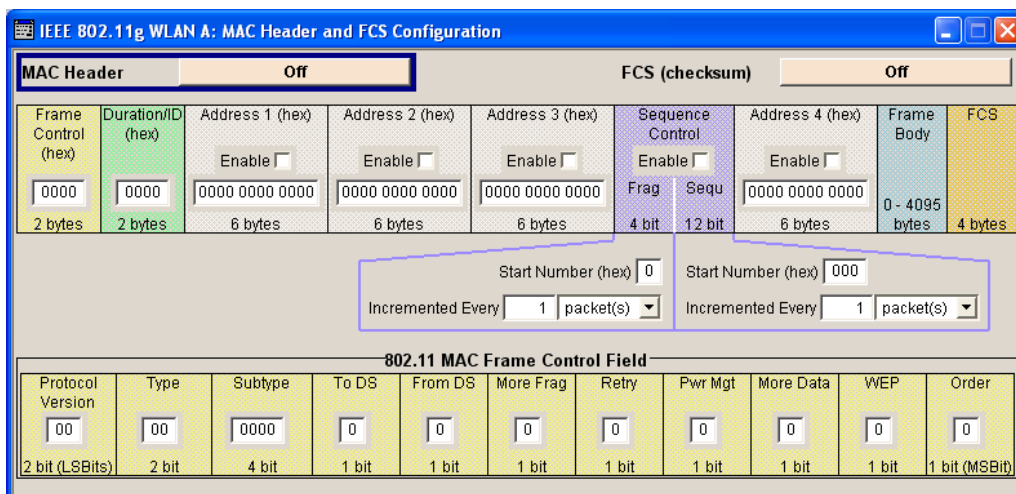 IEEE 802.11g WLAN A: MAC Header and FCS Configuration
MAC Header Off FCS (checksum) Off
Frame Control (hex) Duration/ID (hex) Address 1 (hex) Address 2 (hex) Address 3 (hex) Sequence Control Address 4 (hex) Frame Body FCS
Enable Enable Enable Enable Enable
Frag Sequ
0000 0000 0000 0000 0000 0000 0000 0000 0000 0000 0000 0000 0000 0000 0 - 4095
2 bytes 2 bytes 6 bytes 6 bytes 6 bytes 4 bit 12 bit 6 bytes bytes 4 bytes
Start Number (hex) 0 Start Number (hex) 000
Incremented Every 1 packet(s) Incremented Every 1 packet(s)
802.11 MAC Frame Control Field
Protocol Version Type Subtype To DS From DS More Frag Retry Pwr Mgt More Data WEP Order
00 00 0000 0 0 0 0 0 0 0 0
2 bit (LSBits) 2 bit 4 bit 1 bit 1 bit 1 bit 1 bit 1 bit 1 bit 1 bit 1 bit (MSBit)